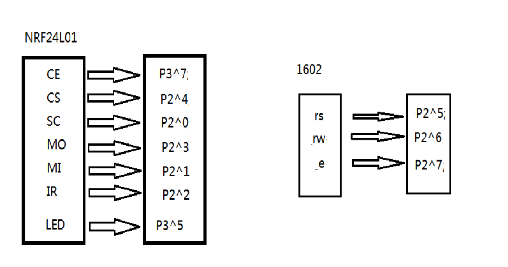 NRF24L01
CE P3^7;
CS P2^4
SC P2^0
MO P2^3
MI P2^1
IR P2^2
LED P3^5
1602
rs P2^5;
rw P2^6
_e P2^7;